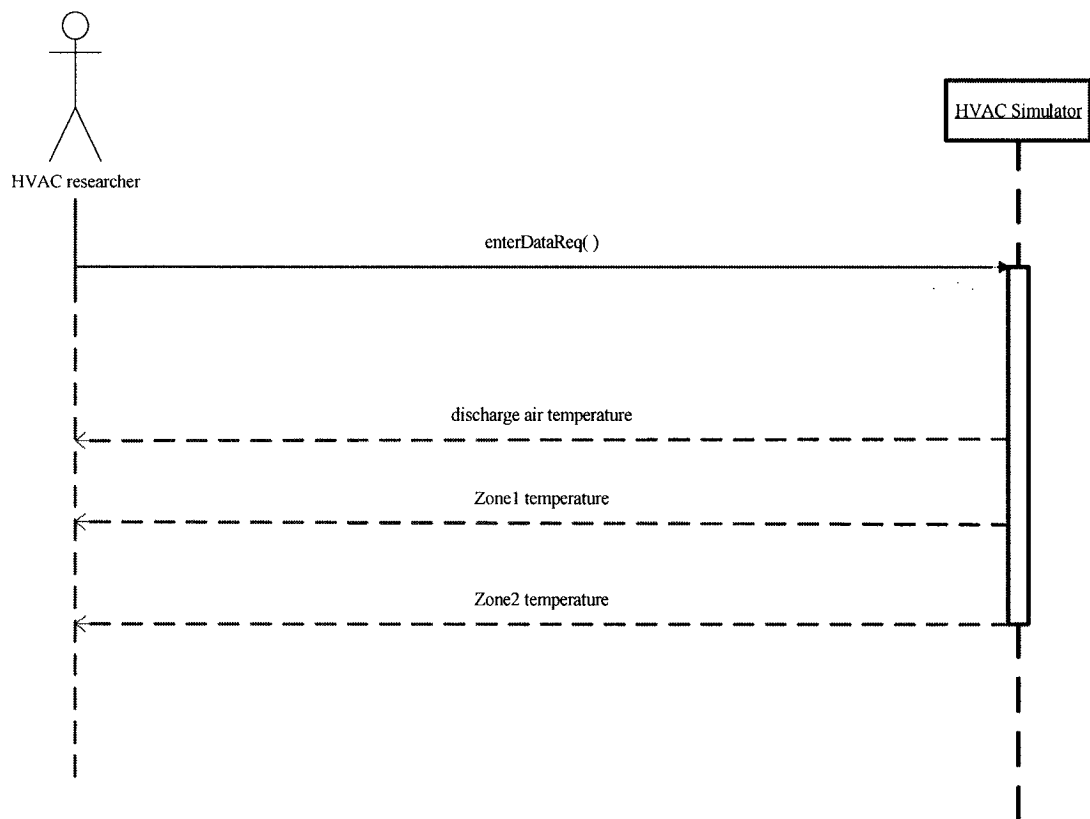 HVAC Simulator
HVAC researcher
enterDataReq( )
discharge air temperature
Zone1 temperature
Zone2 temperature